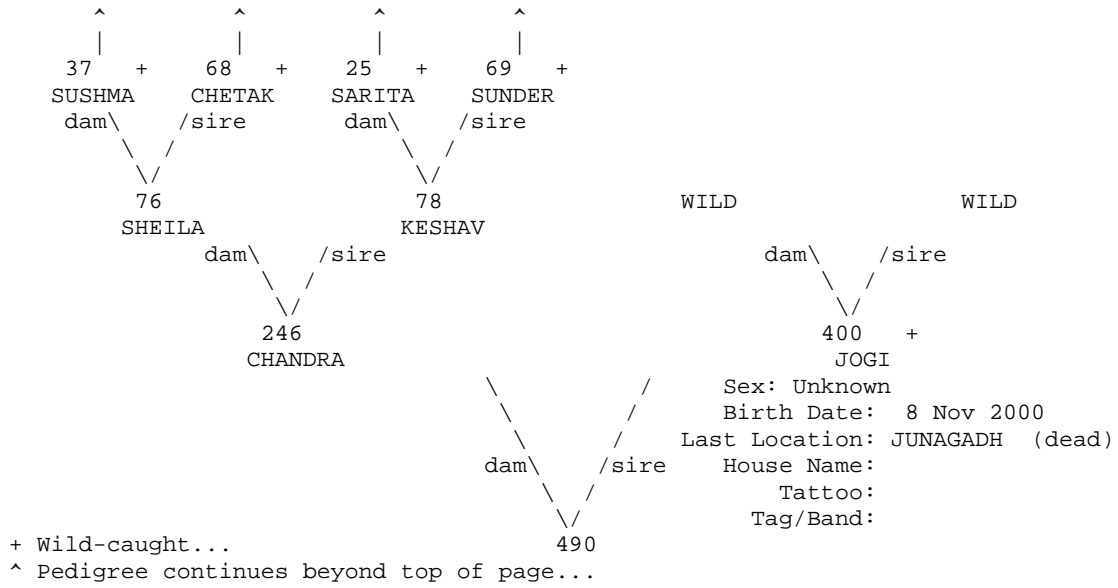 ^ ^ ^ ^
| | | |
37 + 68 + 25 + 69 +
SUSHMA CHETAK SARITA SUNDER
dam\ /sire dam\ /sire
\ / \ /
\/ \/
76 78 WILD WILD
SHEILA KESHAV
dam\ /sire dam\ /sire
\ / \ /
\/ \/
246 400 +
CHANDRA JOGI
\ / Sex: Unknown
\ / Birth Date: 8 Nov 2000
\ / Last Location: JUNAGADH (dead)
dam\ /sire House Name:
\ / Tattoo:
\/ Tag/Band:
+ Wild-caught... 490
^ Pedigree continues beyond top of page...